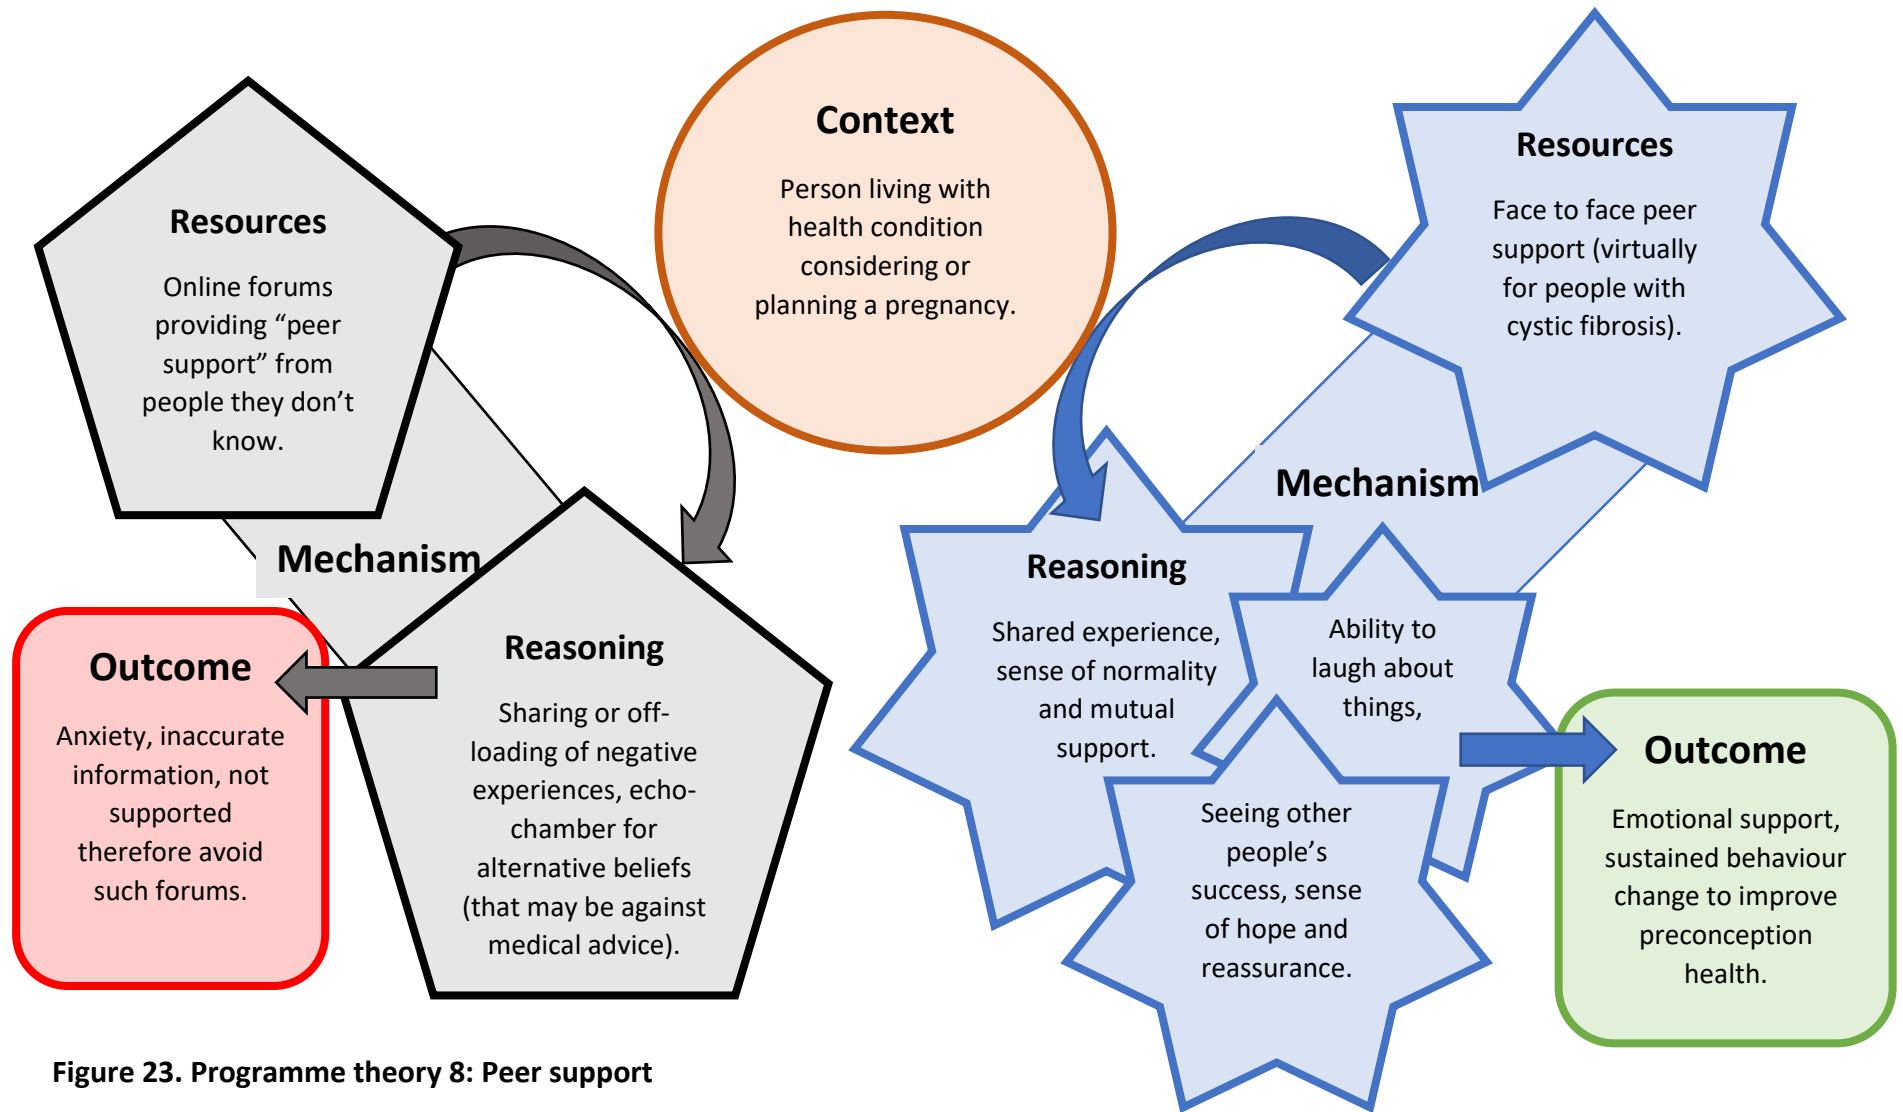 Context
Person living with
health condition
considering or
planning a pregnancy.
Resources
Online forums
providing “peer
support” from
people they don’t
know.
Mechanism
Reasoning
Sharing or off-
loading of negative
experiences, echo-
chamber for
alternative beliefs
(that may be against
medical advice).
Outcome
Anxiety, inaccurate
information, not
supported
therefore avoid
such forums.
Resources
Face to face peer
support (virtually
for people with
cystic fibrosis).
Mechanism
Reasoning
Shared experience,
sense of normality
and mutual
support.
Ability to
laugh about
things,
Seeing other
people’s
success, sense
of hope and
reassurance.
Outcome
Emotional support,
sustained behaviour
change to improve
preconception
health.
Figure 23. Programme theory 8: Peer support